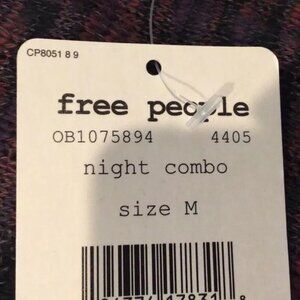 CP8051 8 9
free people
OB1075894 4405
night combo
size M